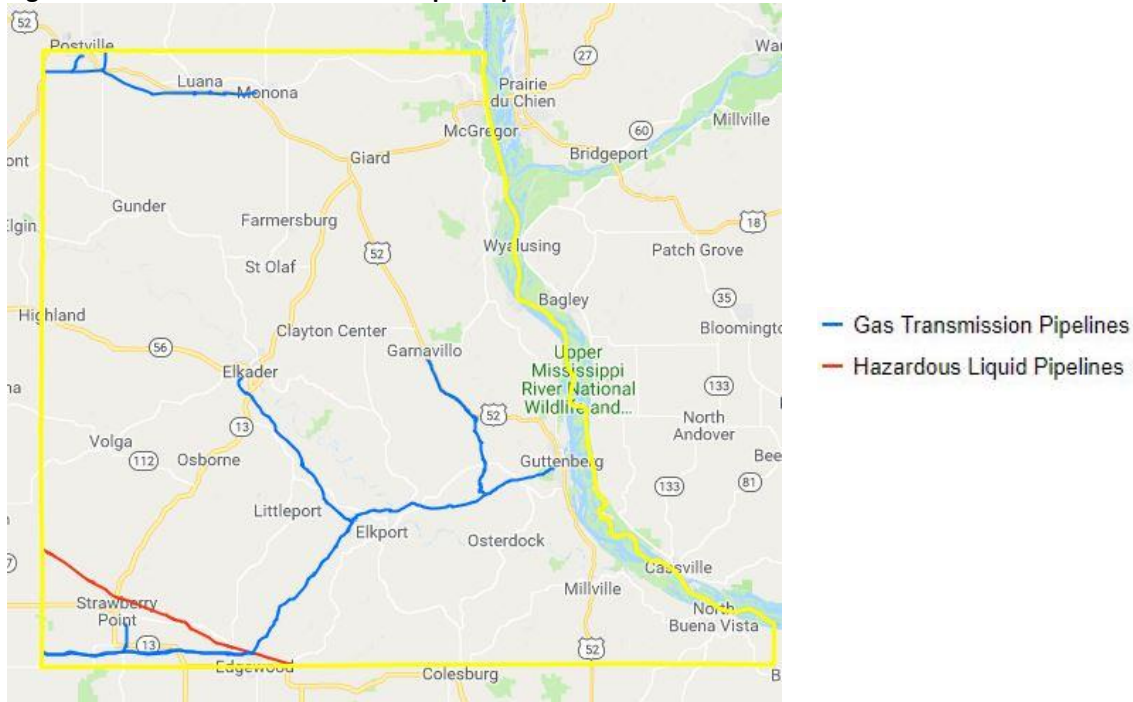 52
Postville
Luana
Monona
Prairie
du Chien
27
McGregor
60
Millville
Bridgeport
Giard
Gunder
Farmersburg
18
52
Wyalusing
Patch Grove
St Olaf
35
Bagley
Highland
Clayton Center
56
Garnavillo
Upper
Mississippi
River National
Wildlife and...
Elkader
133
52
North
Andover
13
Volga
112
Osborne
Guttenberg
133
81
Littleport
Elkport
Osterdock
Cassville
Millville
Strawberry
Point
North
Buena Vista
13
52
Edgewood
Colesburg
Gas Transmission Pipelines
Hazardous Liquid Pipelines